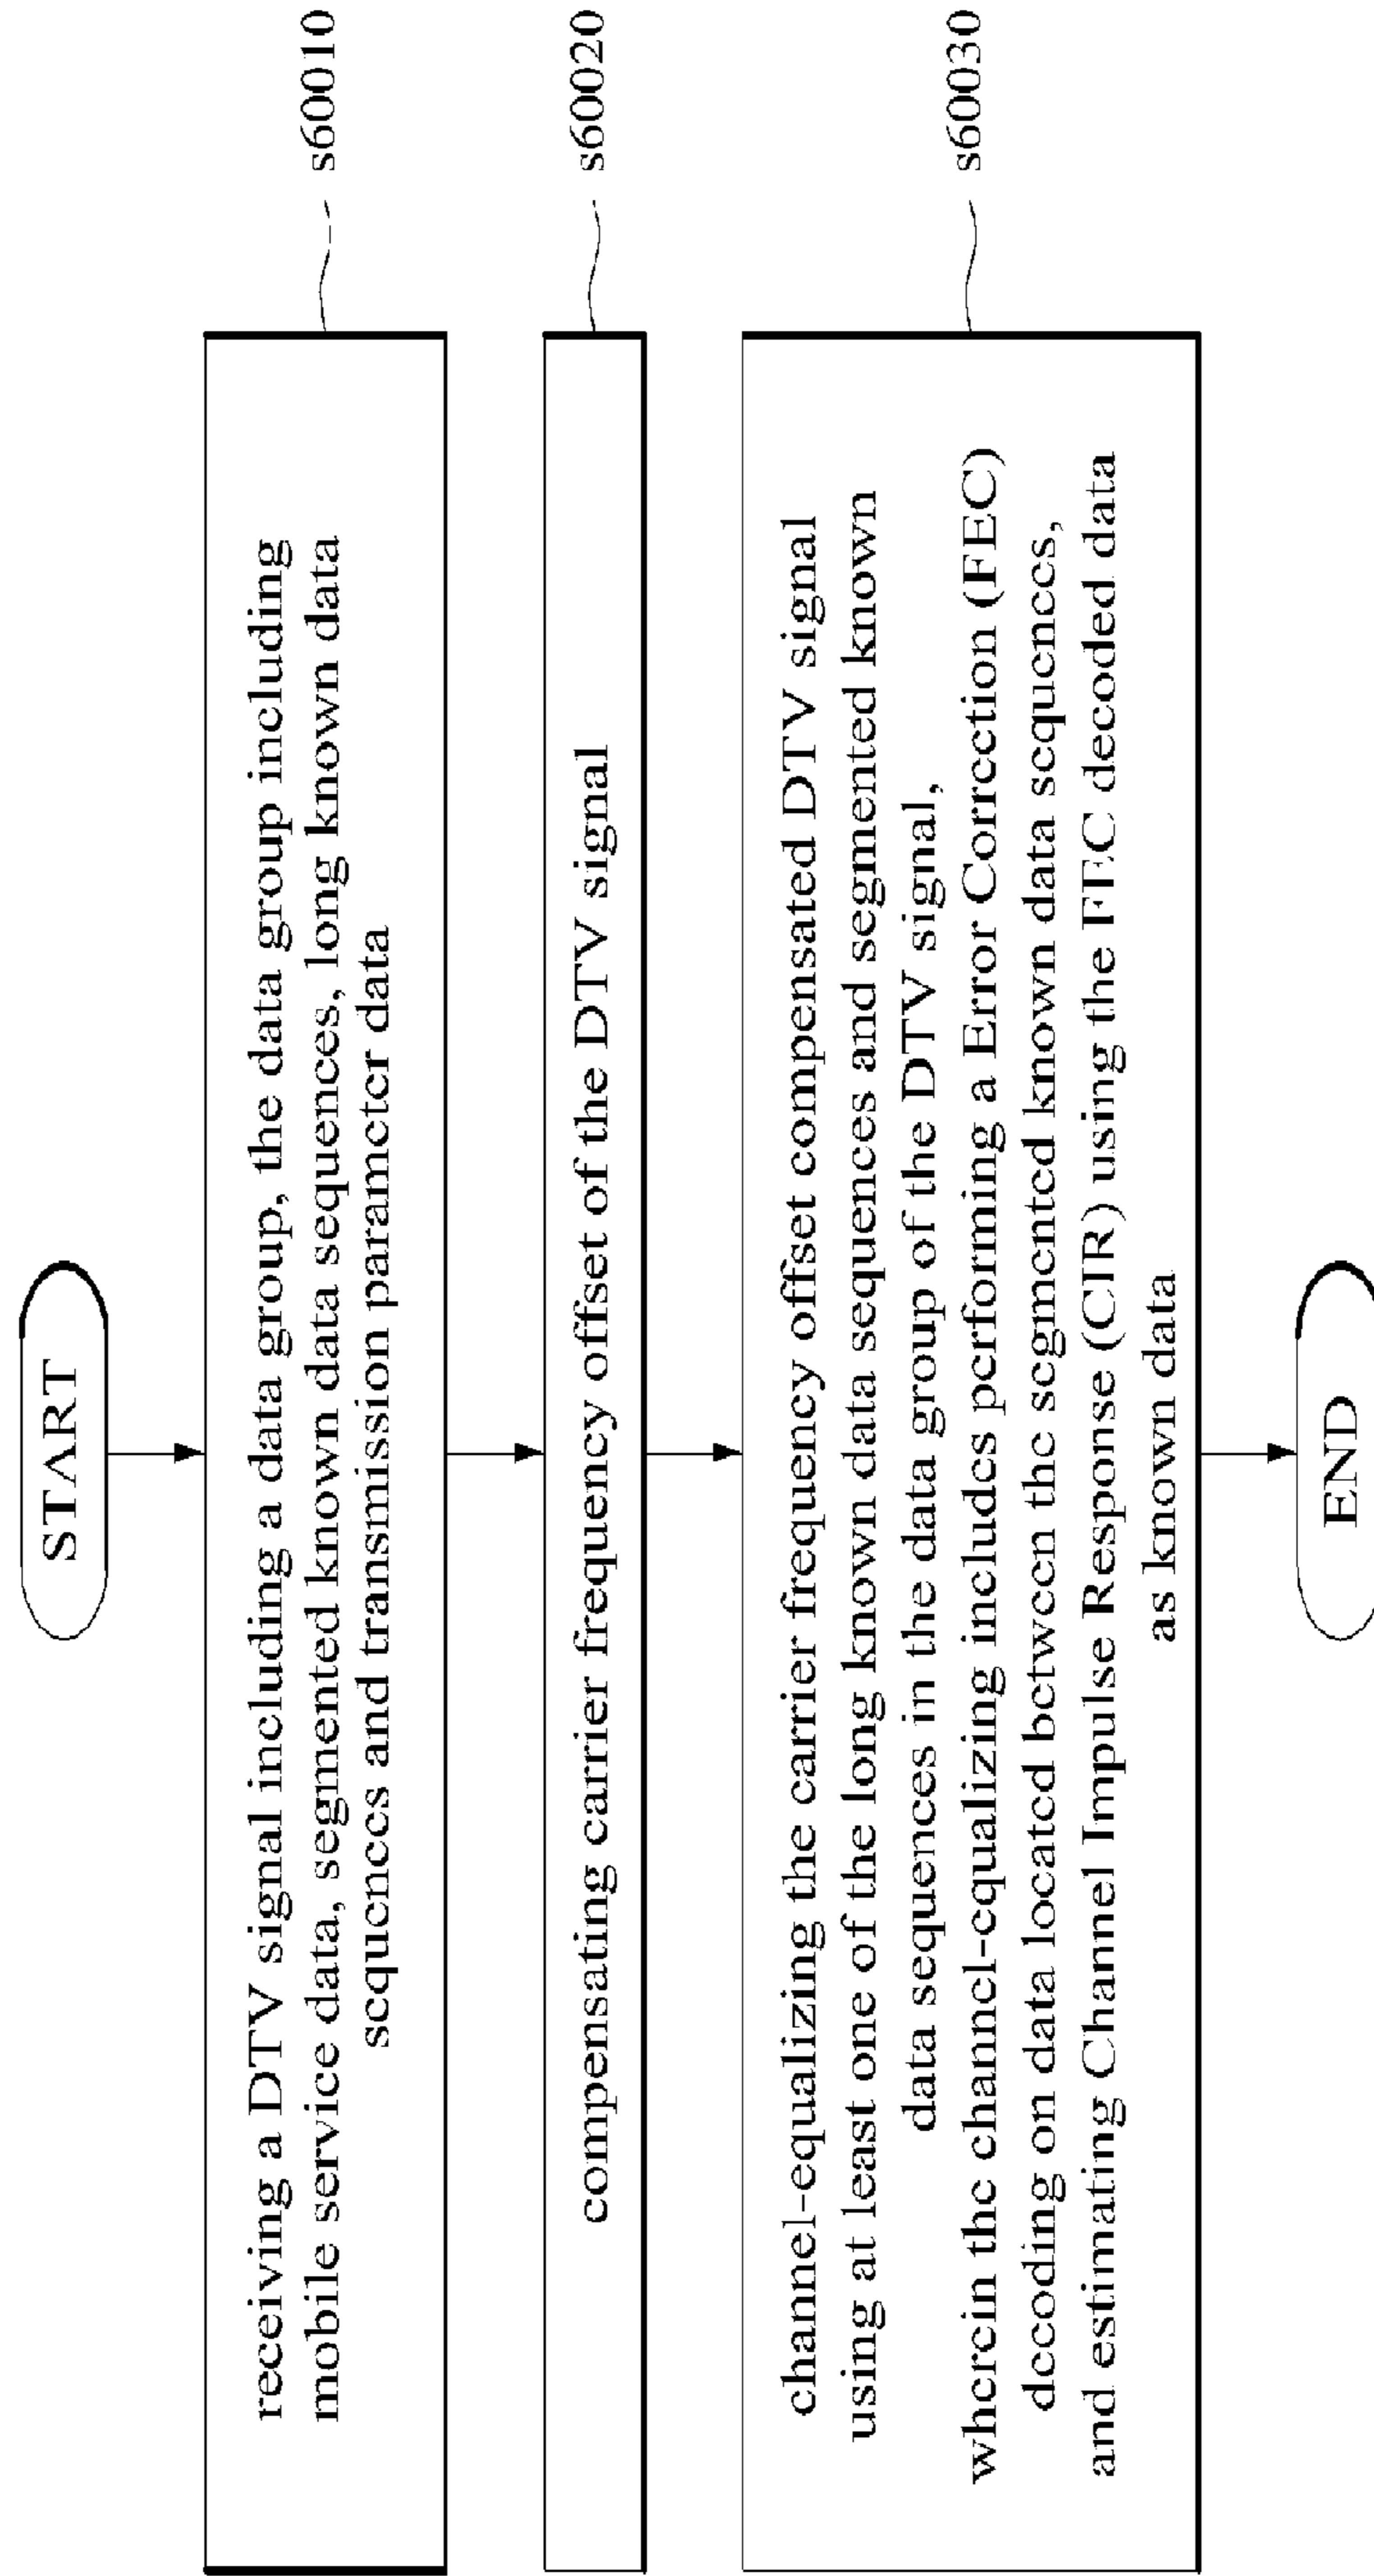 START
receiving a DTV signal including a data group, the data group including
mobile service data, segmented known data sequences, long known data
sequences and transmission parameter data
s60010
compensating carrier frequency offset of the DTV signal
s60020
channel-equalizing the carrier frequency offset compensated DTV signal
using at least one of the long known data sequences and segmented known
data sequences in the data group of the DTV signal,
wherein the channel-equalizing includes performing a Error Correction (FEC)
decoding on data located between the segmented known data sequences,
and estimating Channel Impulse Response (CIR) using the FEC decoded data
as known data
s60030
END